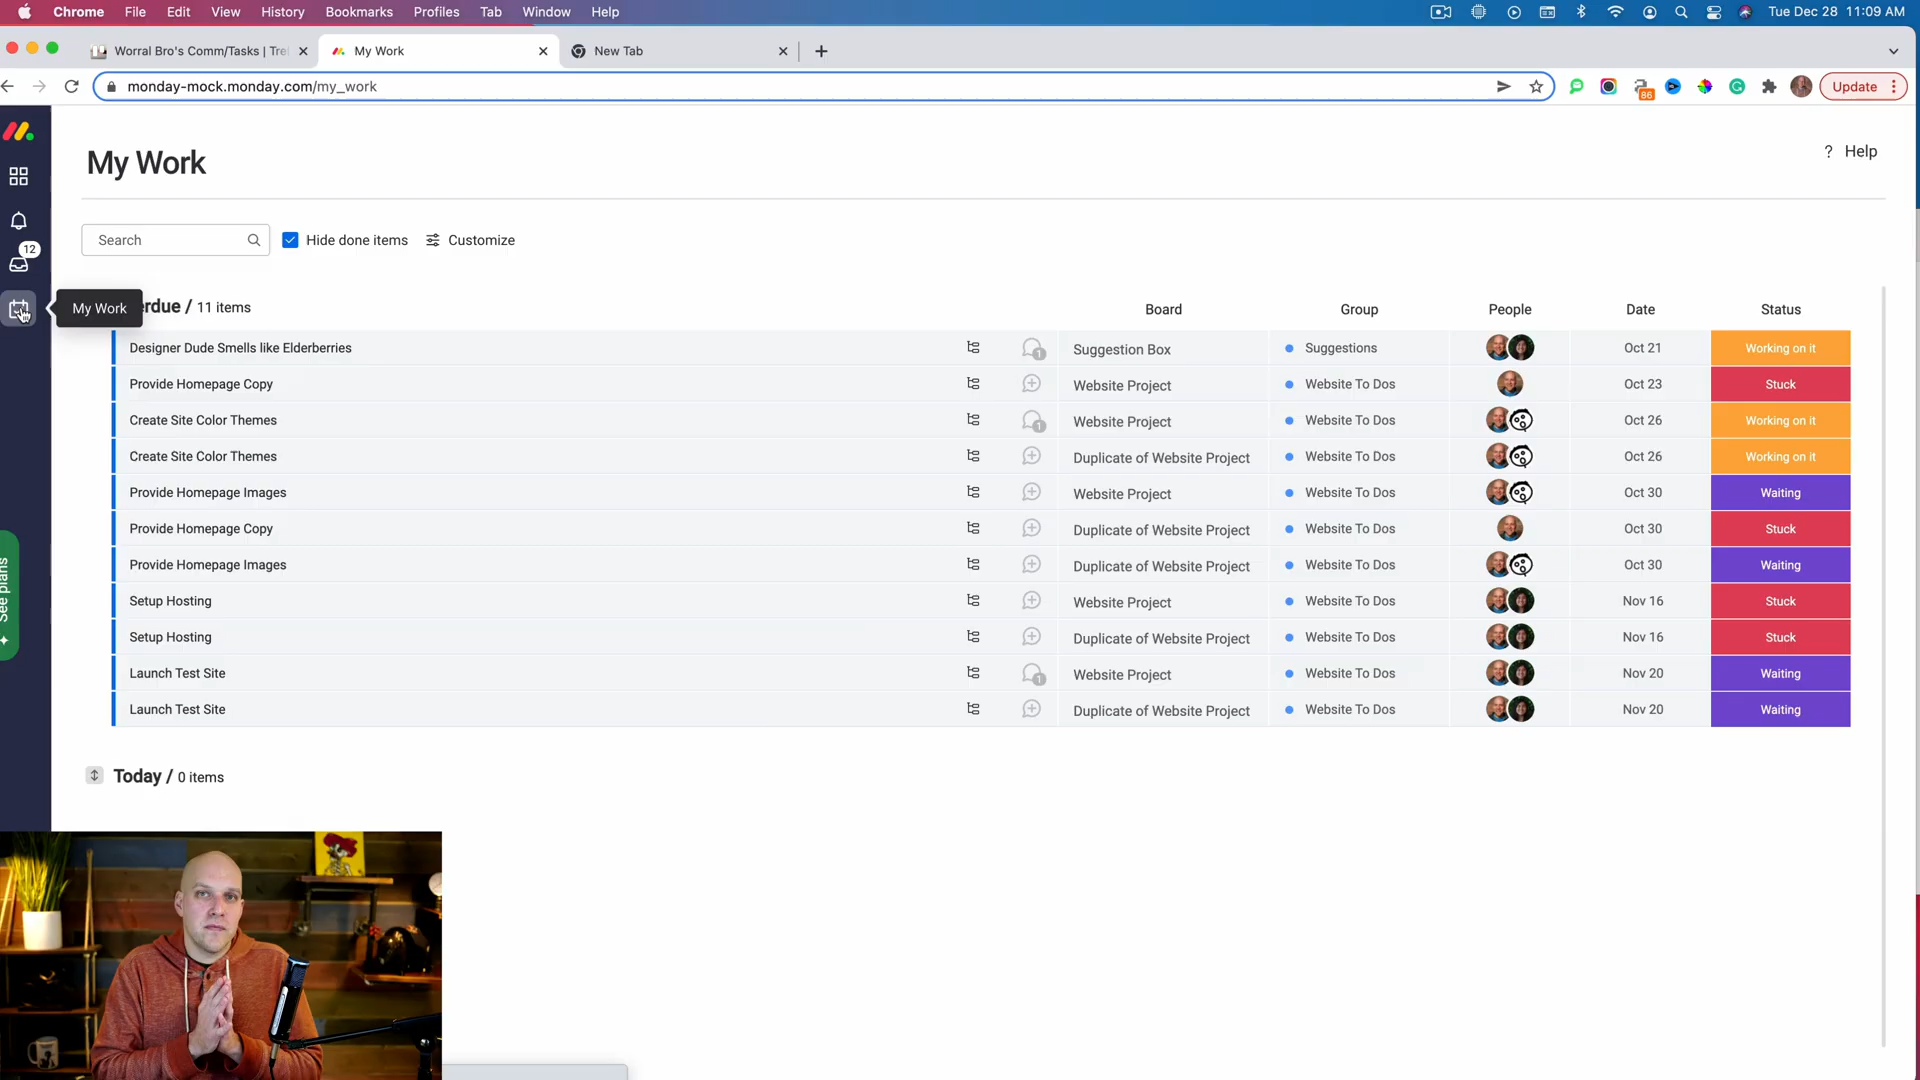 Chrome File Edit View History Bookmarks Profiles Tab Window Help Tue Dec 28 11:09 AM
Worral Bro's Comm/Tasks | Tre My Work New Tab
monday-mock.monday.com/my_work 86 Update
My Work
? Help
12
Search Hide done items Customize
My Work
erdue / 11 items Board Group People Date Status
Designer Dude Smells like Elderberries 1 Suggestion Box Suggestions Oct 21 Working on it
Provide Homepage Copy Website Project Website To Dos Oct 23 Stuck
Create Site Color Themes 1 Website Project Website To Dos Oct 26 Working on it
Create Site Color Themes Duplicate of Website Project Website To Dos Oct 26 Working on it
Provide Homepage Images Website Project Website To Dos Oct 30 Waiting
Provide Homepage Copy Duplicate of Website Project Website To Dos Oct 30 Stuck
Provide Homepage Images Duplicate of Website Project Website To Dos Oct 30 Waiting
Setup Hosting Website Project Website To Dos Nov 16 Stuck
Setup Hosting Duplicate of Website Project Website To Dos Nov 16 Stuck
Launch Test Site 1 Website Project Website To Dos Nov 20 Waiting
Launch Test Site Duplicate of Website Project Website To Dos Nov 20 Waiting
See plans
Today / 0 items